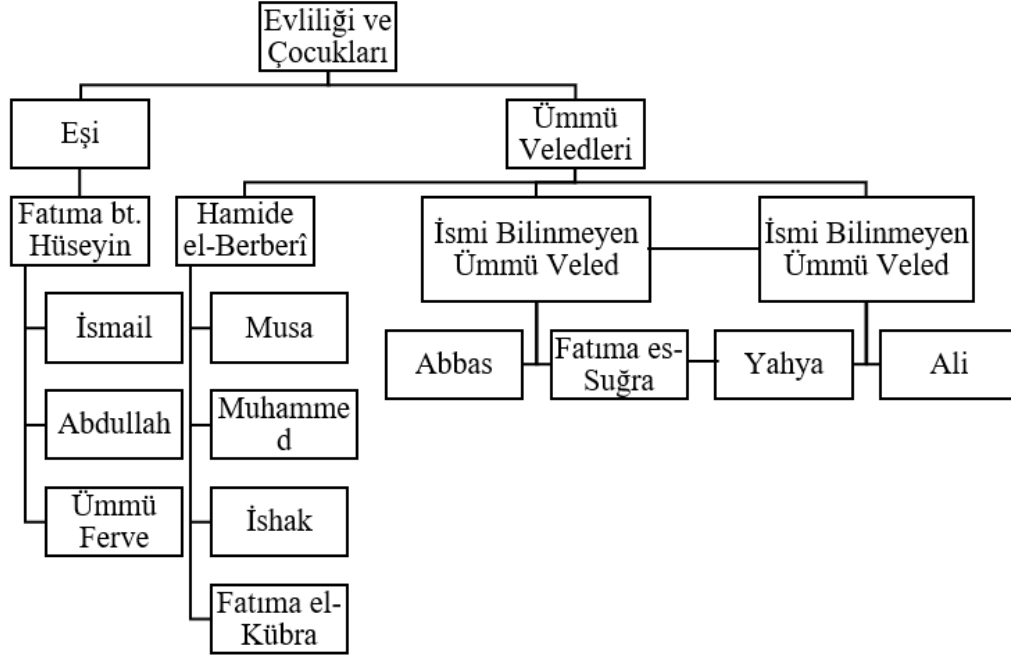 Evliliği ve
Çocukları
Eşi
Ümmü
Veledleri
Fatıma bt.
Hüseyin
Hamide
el-Berberî
İsmi Bilinmeyen
Ümmü Veled
İsmi Bilinmeyen
Ümmü Veled
İsmail
Musa
Abbas
Fatıma es-
Suğra
Yahya
Ali
Abdullah
Muhamme
d
Ümmü
Ferve
İshak
Fatıma el-
Kübra